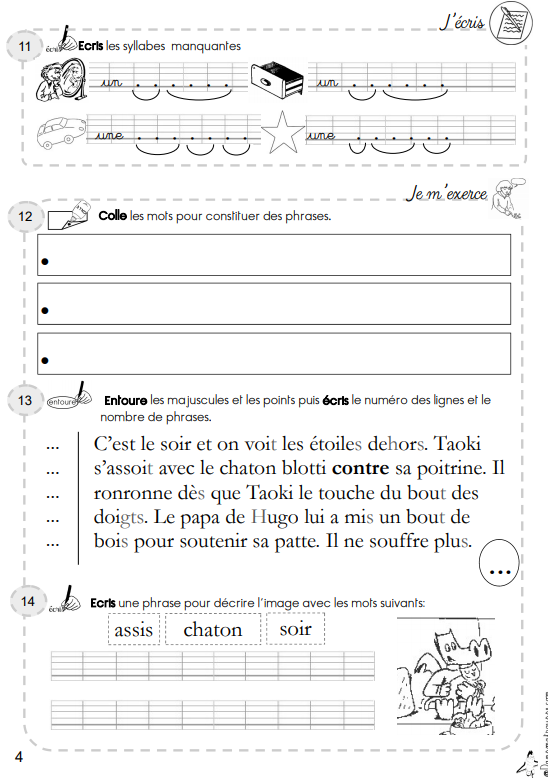 J'écris
11 écris Ecris les syllabes manquantes
un un
une une
Je m'exerce
12 Colle les mots pour constituer des phrases.
13 entoure Entoure les majuscules et les points puis écris le numéro des lignes et le
nombre de phrases.
... C'est le soir et on voit les étoiles dehors. Taoki
... s'assoit avec le chaton blotti contre sa poitrine. Il
... ronronne dès que Taoki le touche du bout des
... doigts. Le papa de Hugo lui a mis un bout de
... bois pour soutenir sa patte. Il ne souffre plus.
...
14 écris Ecris une phrase pour décrire l'image avec les mots suivants:
assis chaton soir
4